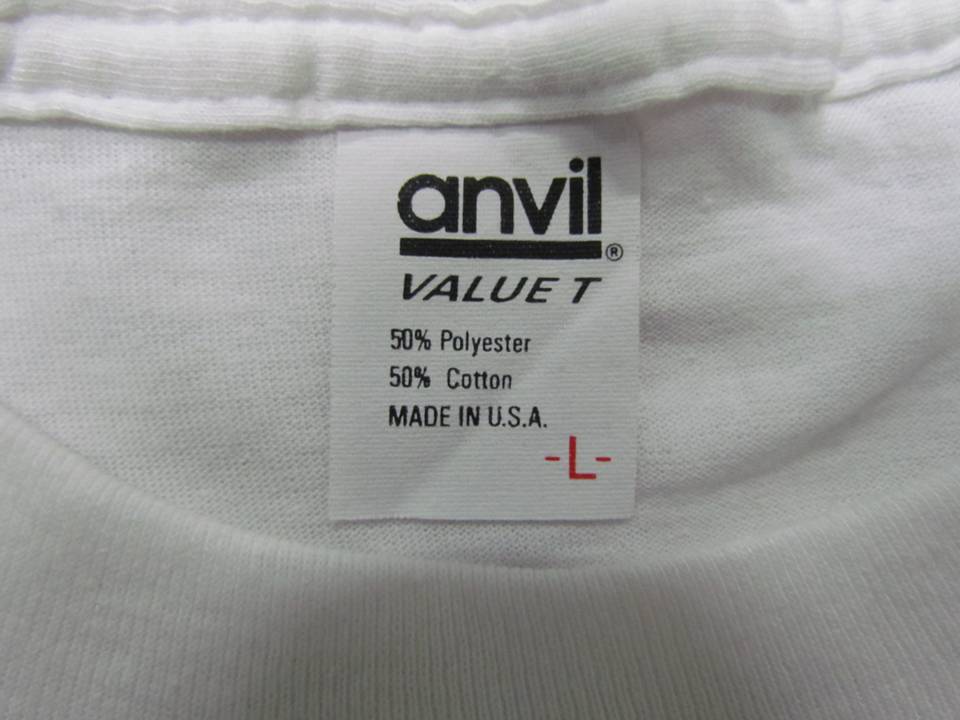 anvil®
VALUE T
50% Polyester
50% Cotton
MADE IN U.S.A.
-L-